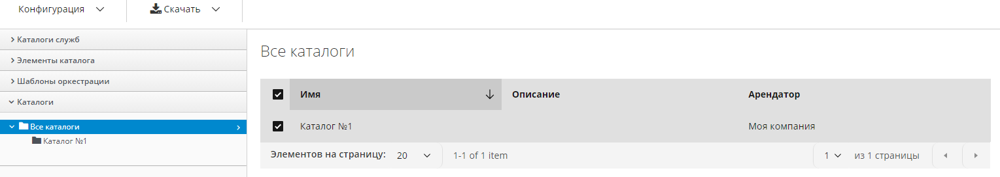 Конфигурация Скачать
Каталоги служб
Элементы каталога
Шаблоны оркестрации
Каталоги
Все каталоги
Каталог №1
Все каталоги
Имя Описание Арендатор
Каталог №1 Моя компания
Элементов на страницу: 20 1-1 of 1 item 1 из 1 страницы